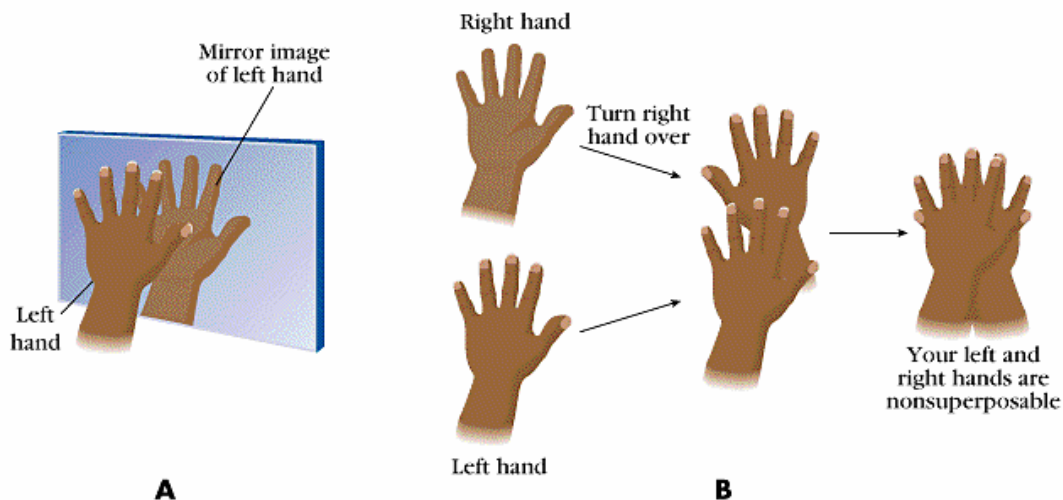 Mirror image
of left hand
Left
hand
A
Right hand
Turn right
hand over
Left hand
Your left and
right hands are
nonsuperposable
B